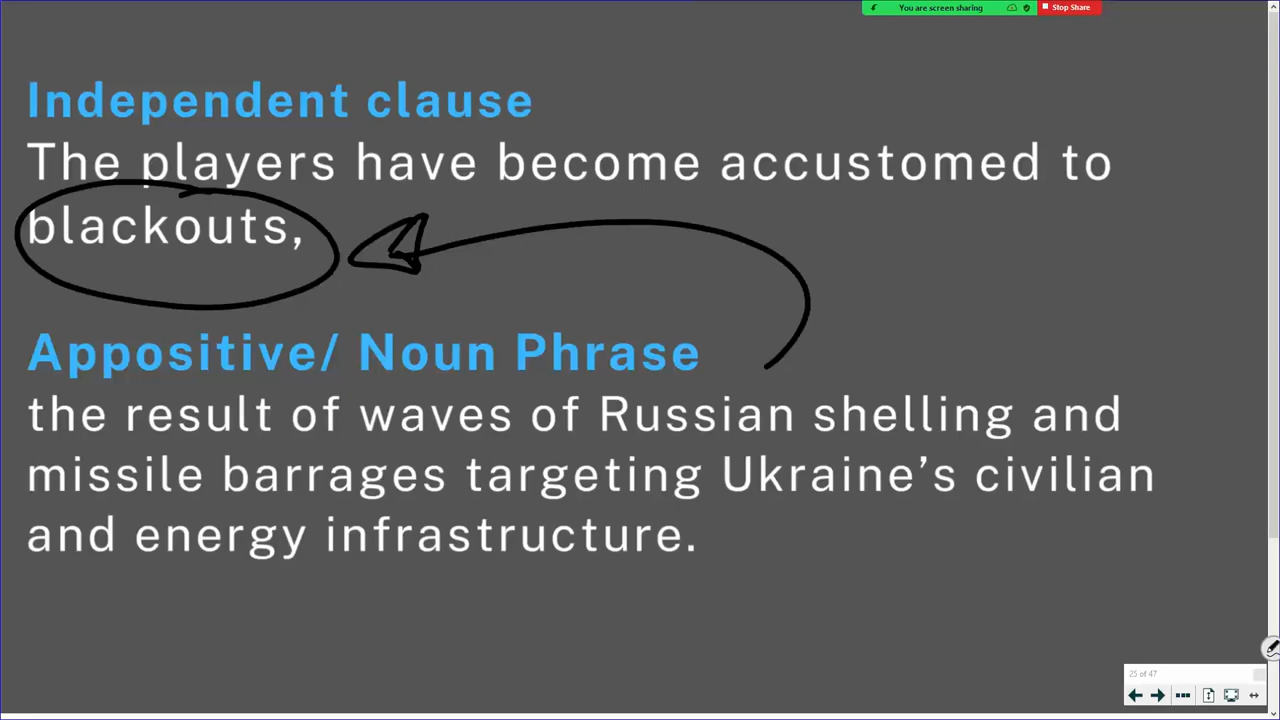 You are screen sharing
Stop Share
Independent clause
The players have become accustomed to
blackouts,
Appositive/ Noun Phrase
the result of waves of Russian shelling and
missile barrages targeting Ukraine’s civilian
and energy infrastructure.
25 of 47